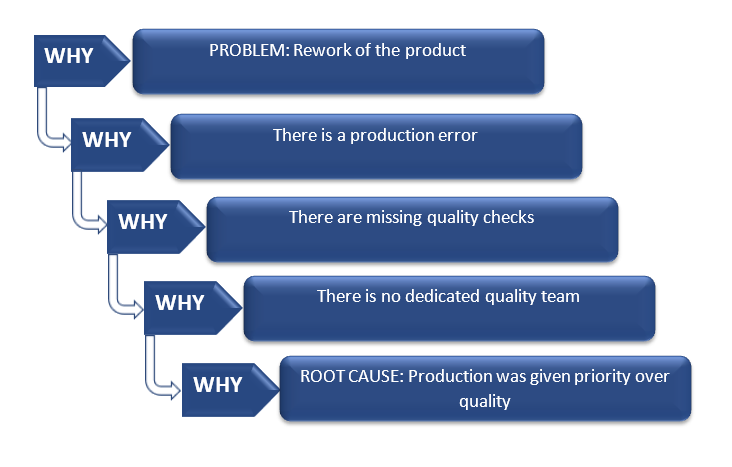 WHY
PROBLEM: Rework of the product
WHY
There is a production error
WHY
There are missing quality checks
WHY
There is no dedicated quality team
WHY
ROOT CAUSE: Production was given priority over
quality